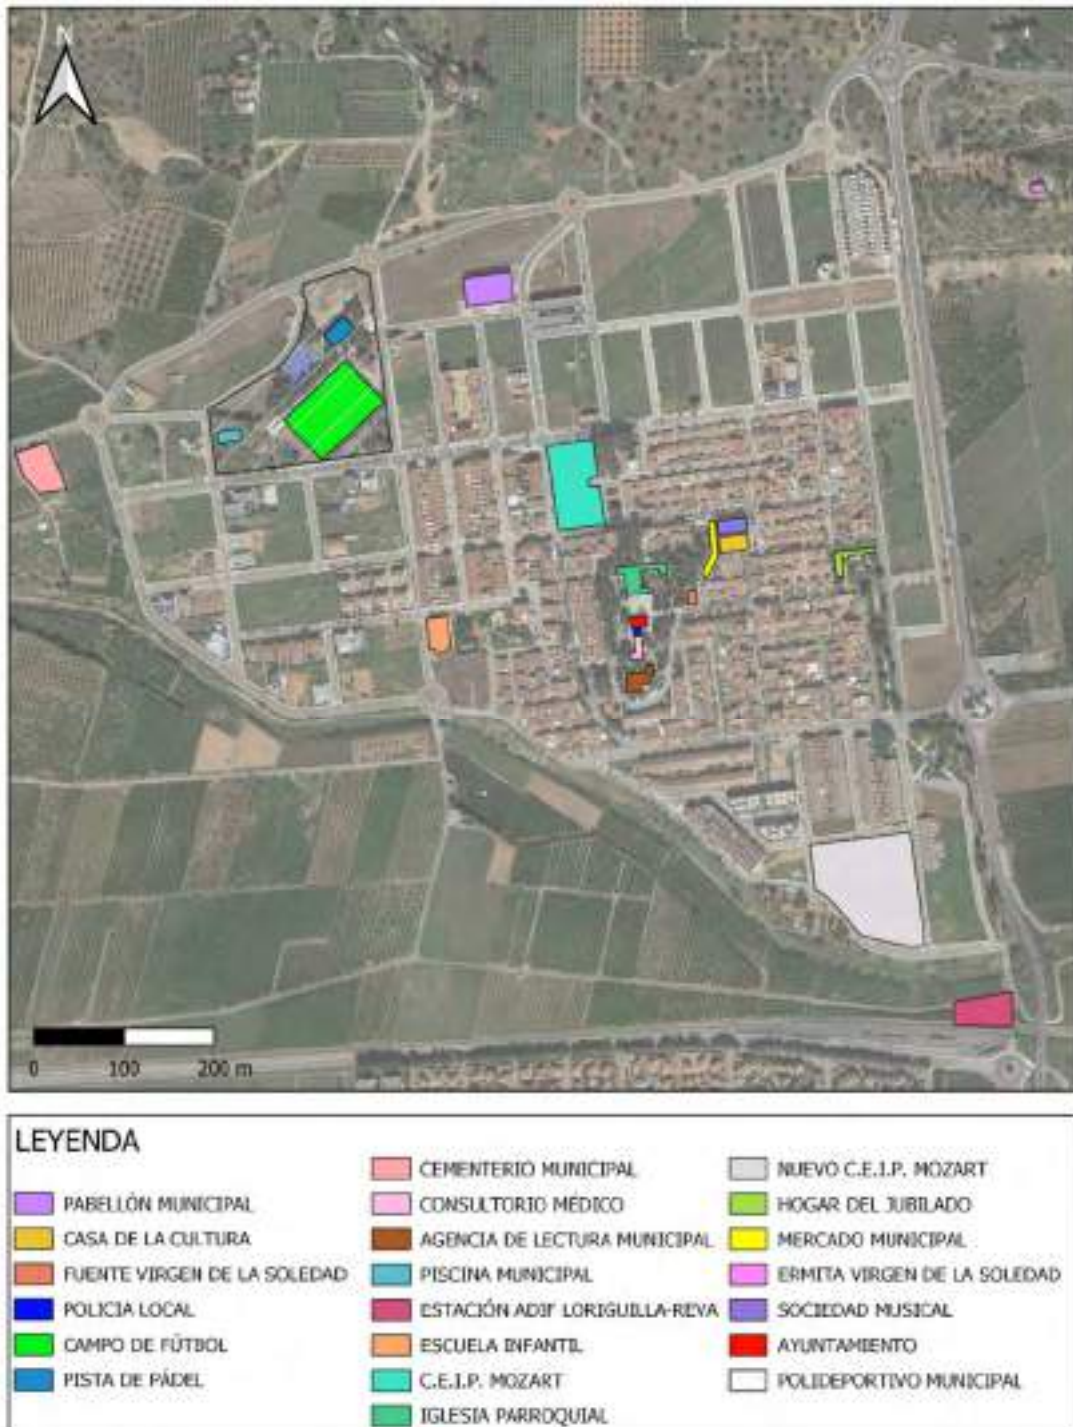 N
0 100 200 m
LEYENDA
PABELLÓN MUNICIPAL
CASA DE LA CULTURA
FUENTE VIRGEN DE LA SOLEDAD
POLICIA LOCAL
CAMPO DE FÚTBOL
PISTA DE PÁDEL
CEMENTERIO MUNICIPAL
CONSULTORIO MÉDICO
AGENCIA DE LECTURA MUNICIPAL
PISCINA MUNICIPAL
ESTACIÓN ADIF LORIGUILLA-REVA
ESCUELA INFANTIL
C.E.I.P. MOZART
IGLESIA PARROQUIAL
NUEVO C.E.I.P. MOZART
HOGAR DEL JUBILADO
MERCADO MUNICIPAL
ERMITA VIRGEN DE LA SOLEDAD
SOCIEDAD MUSICAL
AYUNTAMIENTO
POLIDEPORTIVO MUNICIPAL